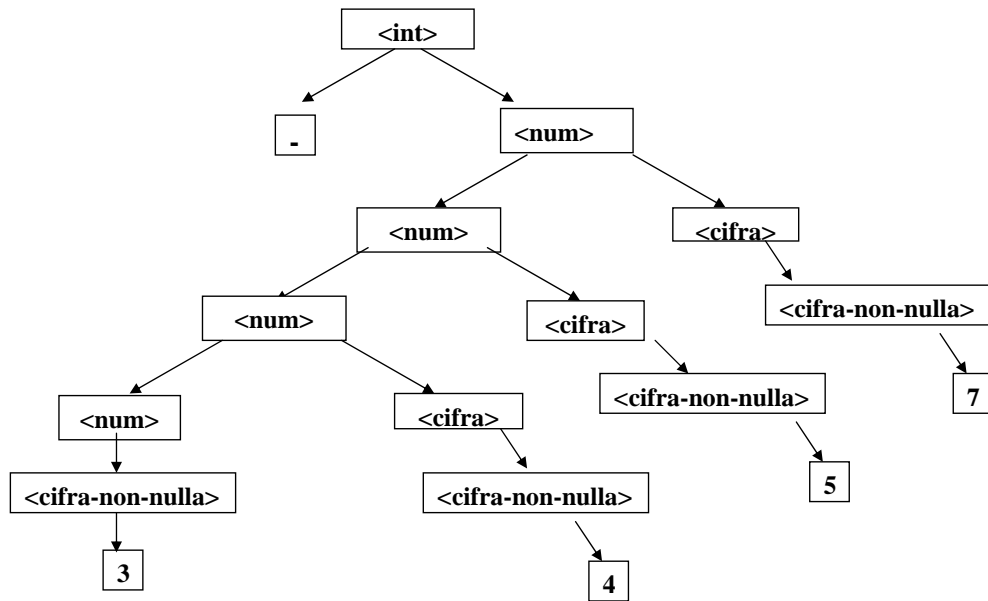 <int>
-
<num>
<num>
<cifra>
<num>
<cifra>
<cifra-non-nulla>
<num>
<cifra>
<cifra-non-nulla>
7
<cifra-non-nulla>
<cifra-non-nulla>
5
3
4